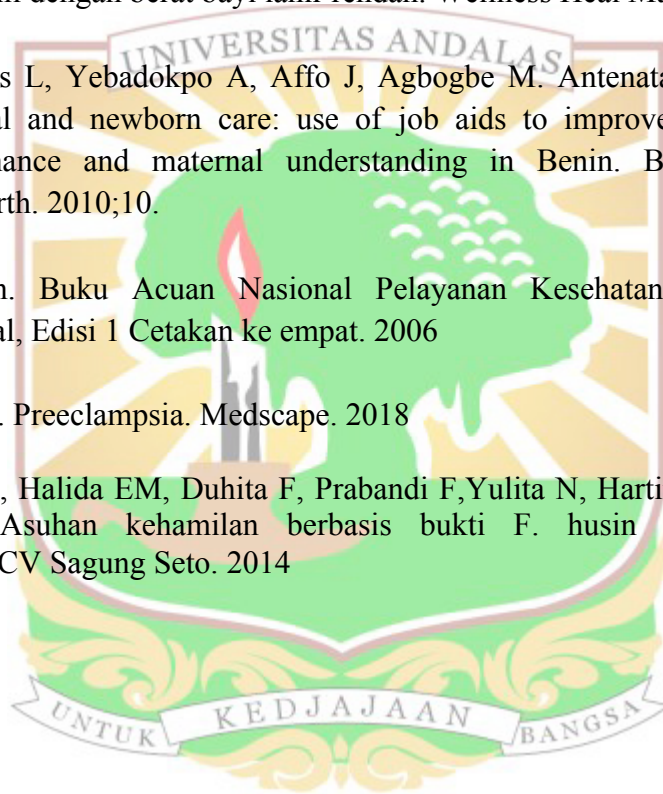 dengan berat bayi lahir rendah. Wellness Heal Ma
UNIVERSITAS ANDALAS
s L, Yebadokpo A, Affo J, Agbogbe M. Antenata
l and newborn care: use of job aids to improve
mance and maternal understanding in Benin. B
rth. 2010;10.
n. Buku Acuan Nasional Pelayanan Kesehatan
al, Edisi 1 Cetakan ke empat. 2006
. Preeclampsia. Medscape. 2018
, Halida EM, Duhita F, Prabandi F,Yulita N, Harti
Asuhan kehamilan berbasis bukti F. husin
CV Sagung Seto. 2014
UNTUK KEDJAJAAN BANGSA